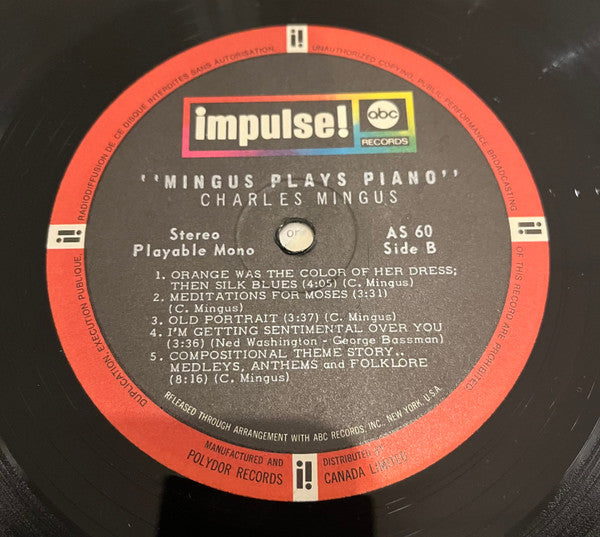 impulse!
abc
RECORDS
"MINGUS PLAYS PIANO"
CHARLES MINGUS
Stereo
Playable Mono
AS 60
Side B
1. ORANGE WAS THE COLOR OF HER DRESS;
THEN SILK BLUES (4:05) (C. Mingus)
2. MEDITATIONS FOR MOSES (3:31)
(C. Mingus)
3. OLD PORTRAIT (3:37) (C. Mingus)
4. I'M GETTING SENTIMENTAL OVER YOU
(3:36) (Ned Washington - George Bassman)
5. COMPOSITIONAL THEME STORY..
MEDLEYS, ANTHEMS and FOLKLORE
(8:16) (C. Mingus)
RELEASED THROUGH ARRANGEMENT WITH ABC RECORDS, INC., NEW YORK, U.S.A.
MANUFACTURED AND
POLYDOR RECORDS
DISTRIBUTED BY
CANADA LIMITED
DUPLICATION, EXECUTION PUBLIQUE,
RADIODIFFUSION DE CE DISQUE INTERDITES SANS AUTORISATION.
UNAUTHORIZED COPYING, PUBLIC PERFORMANCE, BROADCASTING
OF THIS RECORD ARE PROHIBITED
i!
i!
i!
i!